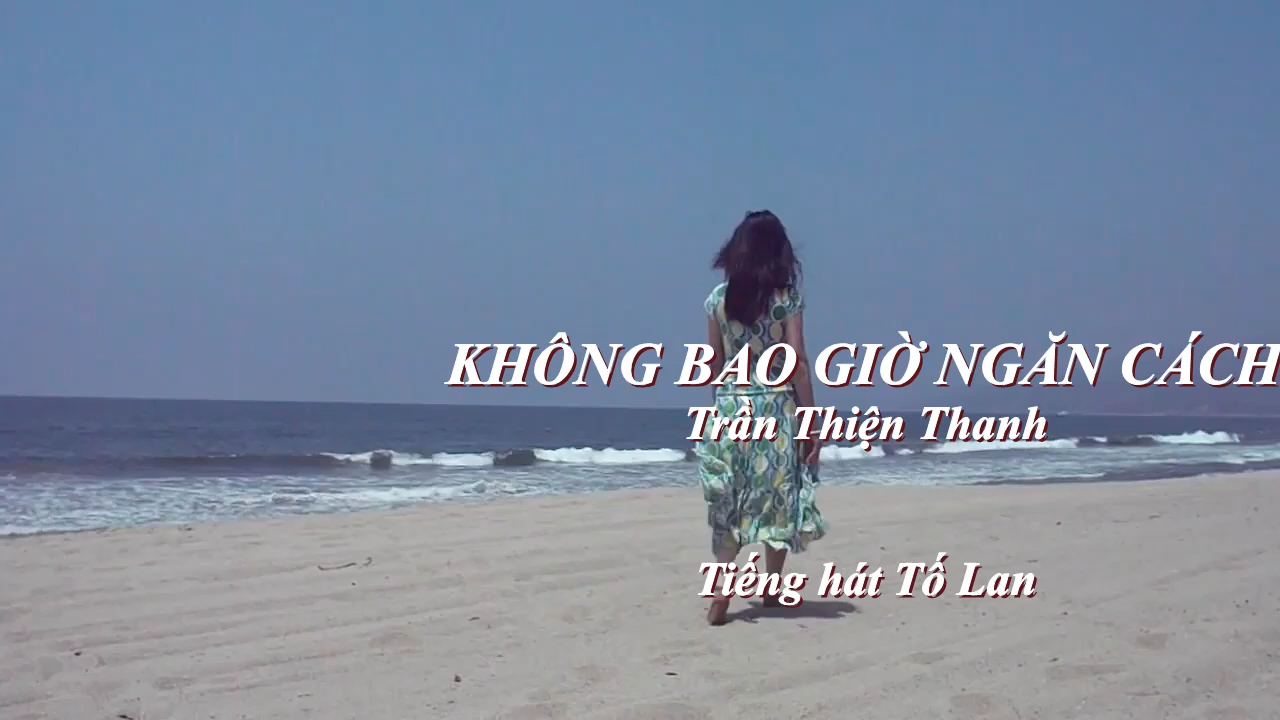 KHÔNG BAO GIỜ NGĂN CÁCH
Trần Thiện Thanh
Tiếng hát Tố Lan